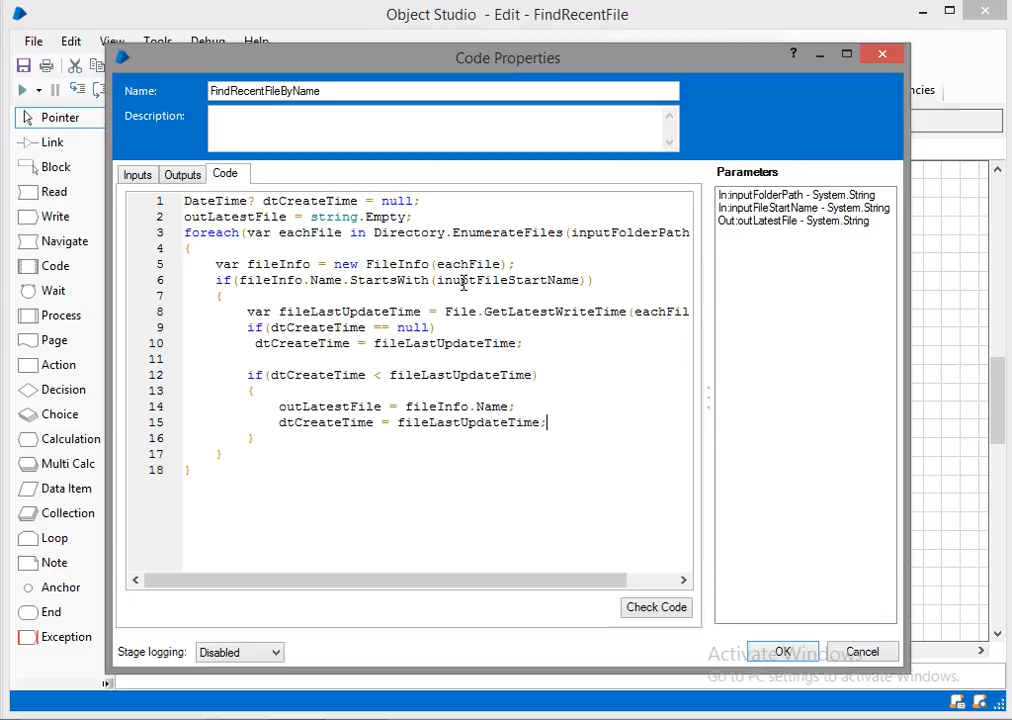 Object Studio - Edit - FindRecentFile
File Edit View Tools Debug Help
Code Properties
?
Name: FindRecentFileByName
Description:
ncies
Inputs Outputs Code
Parameters
In:inputFolderPath - System.String
In:inputFileStartName - System.String
Out:outLatestFile - System.String
Pointer
Link
Block
Read
Write
Navigate
Code
Wait
Process
Page
Action
Decision
Choice
Calculation
Multi Calc
Data Item
Collection
Loop
Note
Anchor
End
Exception
1 DateTime? dtCreateTime = null;
2 outLatestFile = string.Empty;
3 foreach(var eachFile in Directory.EnumerateFiles(inputFolderPath
4 {
5 var fileInfo = new FileInfo(eachFile);
6 if(fileInfo.Name.StartsWith(inputFileStartName))
7 {
8 var fileLastUpdateTime = File.GetLatestWriteTime(eachFil
9 if(dtCreateTime == null)
10 dtCreateTime = fileLastUpdateTime;
11
12 if(dtCreateTime < fileLastUpdateTime)
13 {
14 outLatestFile = fileInfo.Name;
15 dtCreateTime = fileLastUpdateTime;
16 }
17 }
18 }
Check Code
Stage logging: Disabled
OK Cancel
Activate Windows
Go to PC settings to activate Windows.